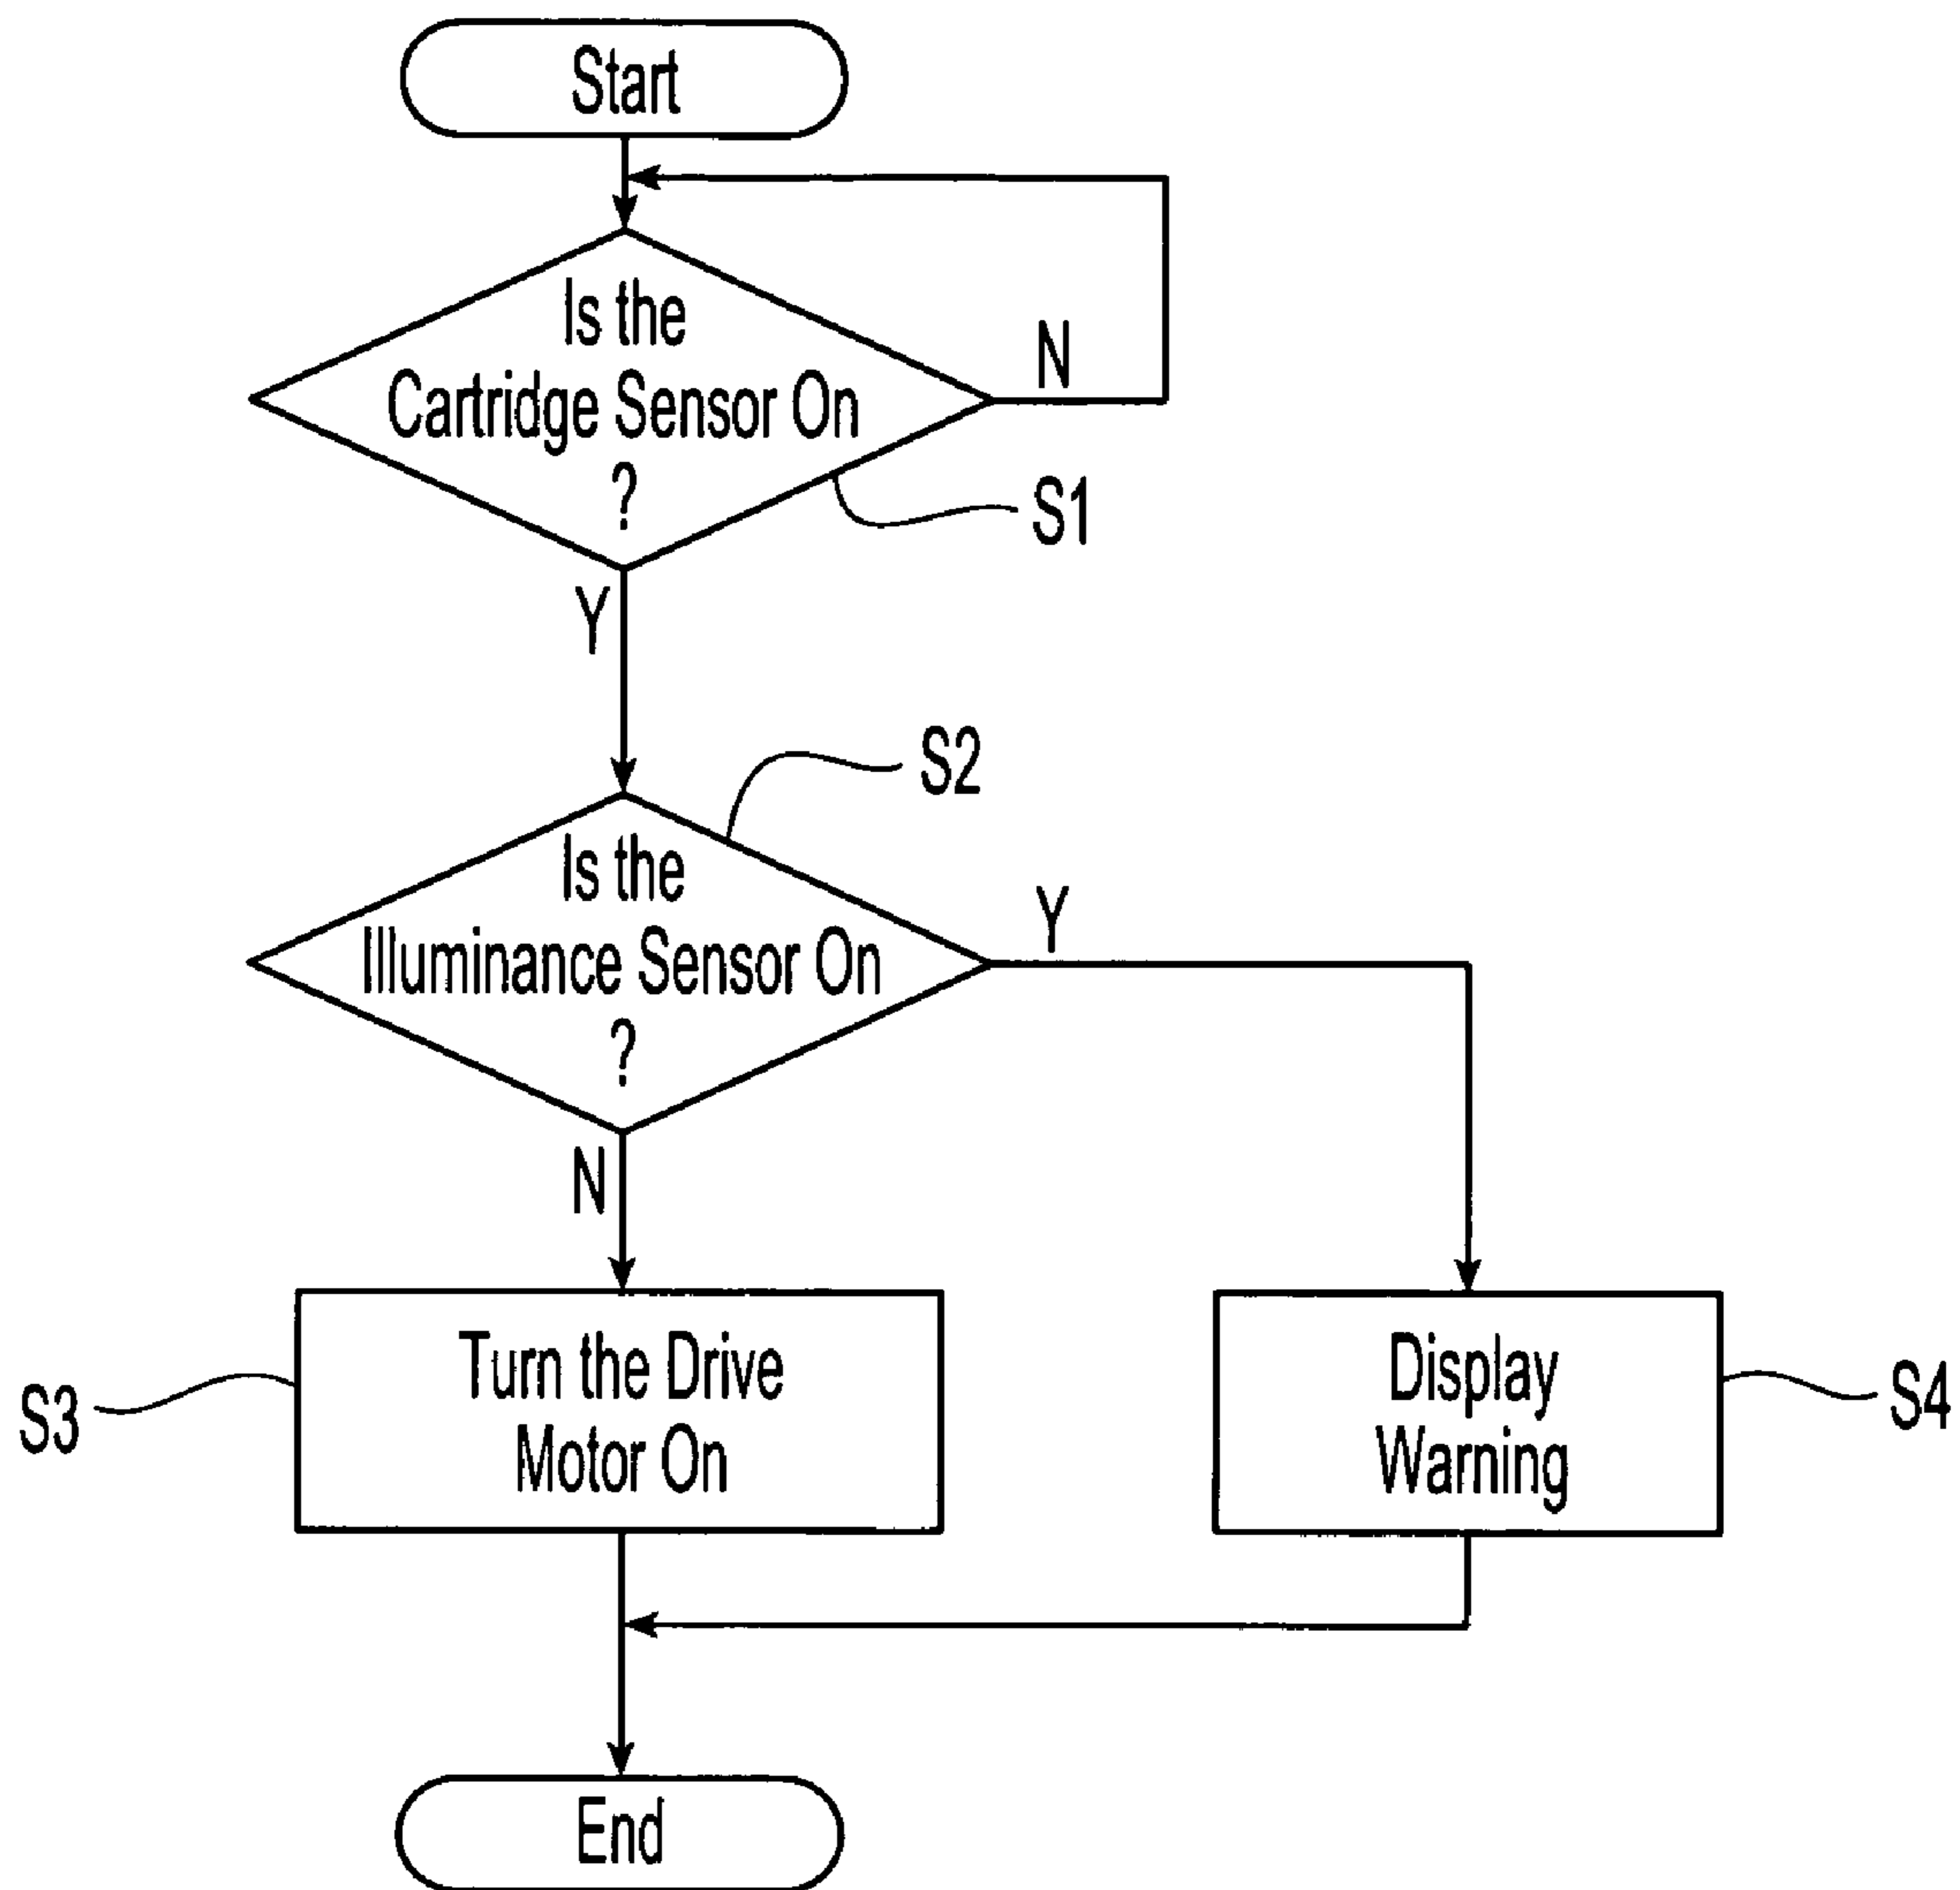 Start
Is the
Cartridge Sensor On
?
N
S1
Y
S2
Is the
Illuminance Sensor On
?
Y
N
S3
Turn the Drive
Motor On
Display
Warning
S4
End